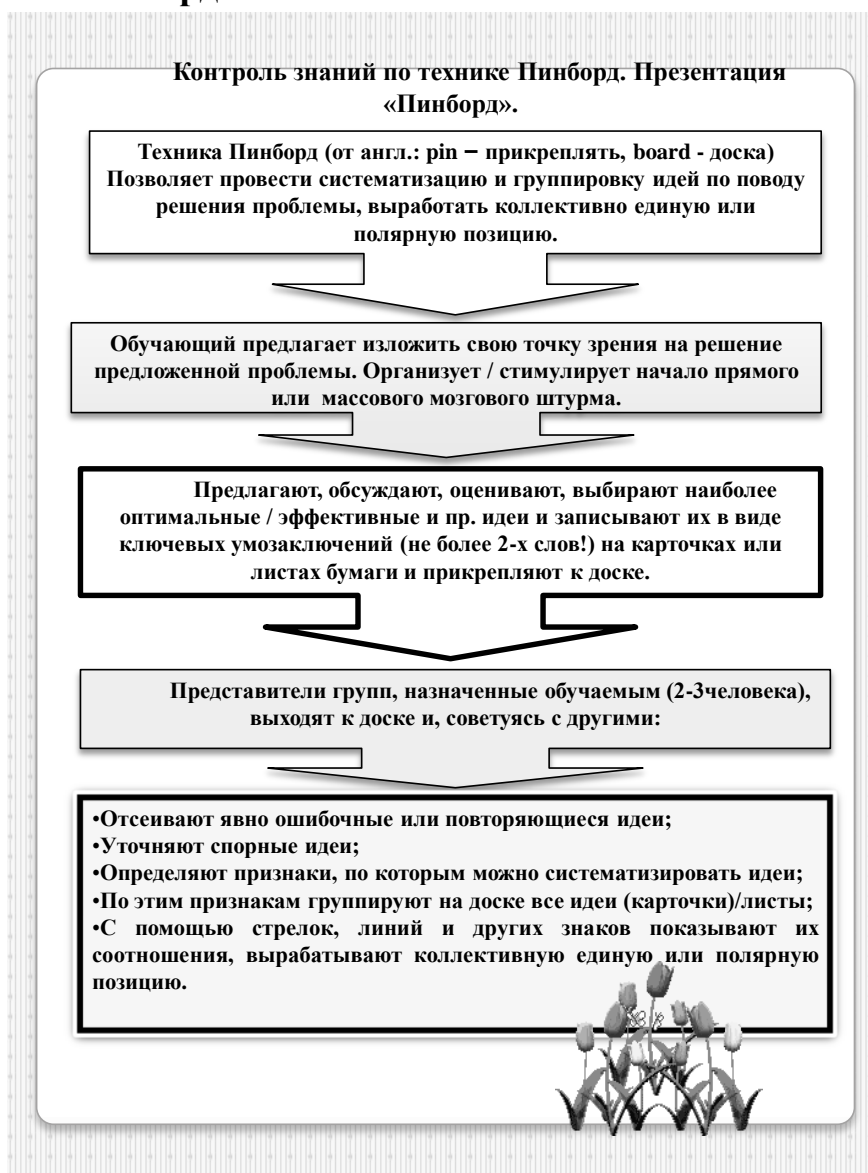 Контроль знаний по технике Пинборд. Презентация
«Пинборд».
Техника Пинборд (от англ.: pin – прикреплять, board - доска)
Позволяет провести систематизацию и группировку идей по поводу
решения проблемы, выработать коллективно единую или
полярную позицию.
Обучающий предлагает изложить свою точку зрения на решение
предложенной проблемы. Организует / стимулирует начало прямого
или массового мозгового штурма.
Предлагают, обсуждают, оценивают, выбирают наиболее
оптимальные / эффективные и пр. идеи и записывают их в виде
ключевых умозаключений (не более 2-х слов!) на карточках или
листах бумаги и прикрепляют к доске.
Представители групп, назначенные обучаемым (2-3человека),
выходят к доске и, советуясь с другими:
•Отсеивают явно ошибочные или повторяющиеся идеи;
•Уточняют спорные идеи;
•Определяют признаки, по которым можно систематизировать идеи;
•По этим признакам группируют на доске все идеи (карточки)/листы;
•С помощью стрелок, линий и других знаков показывают их
соотношения, вырабатывают коллективную единую или полярную
позицию.